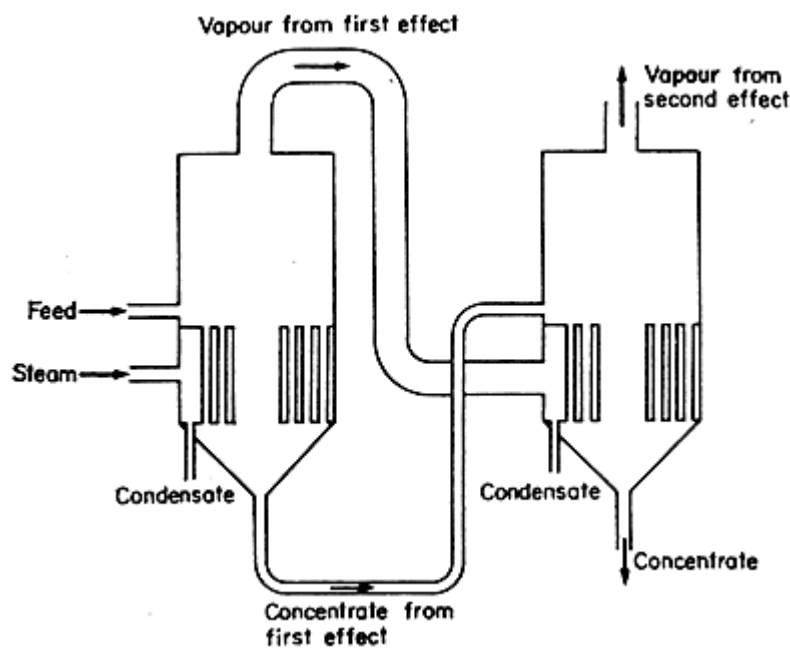 Vapour from first effect
Vapour from
second effect
Feed
Steam
Condensate
Condensate
Concentrate
Concentrate from
first effect